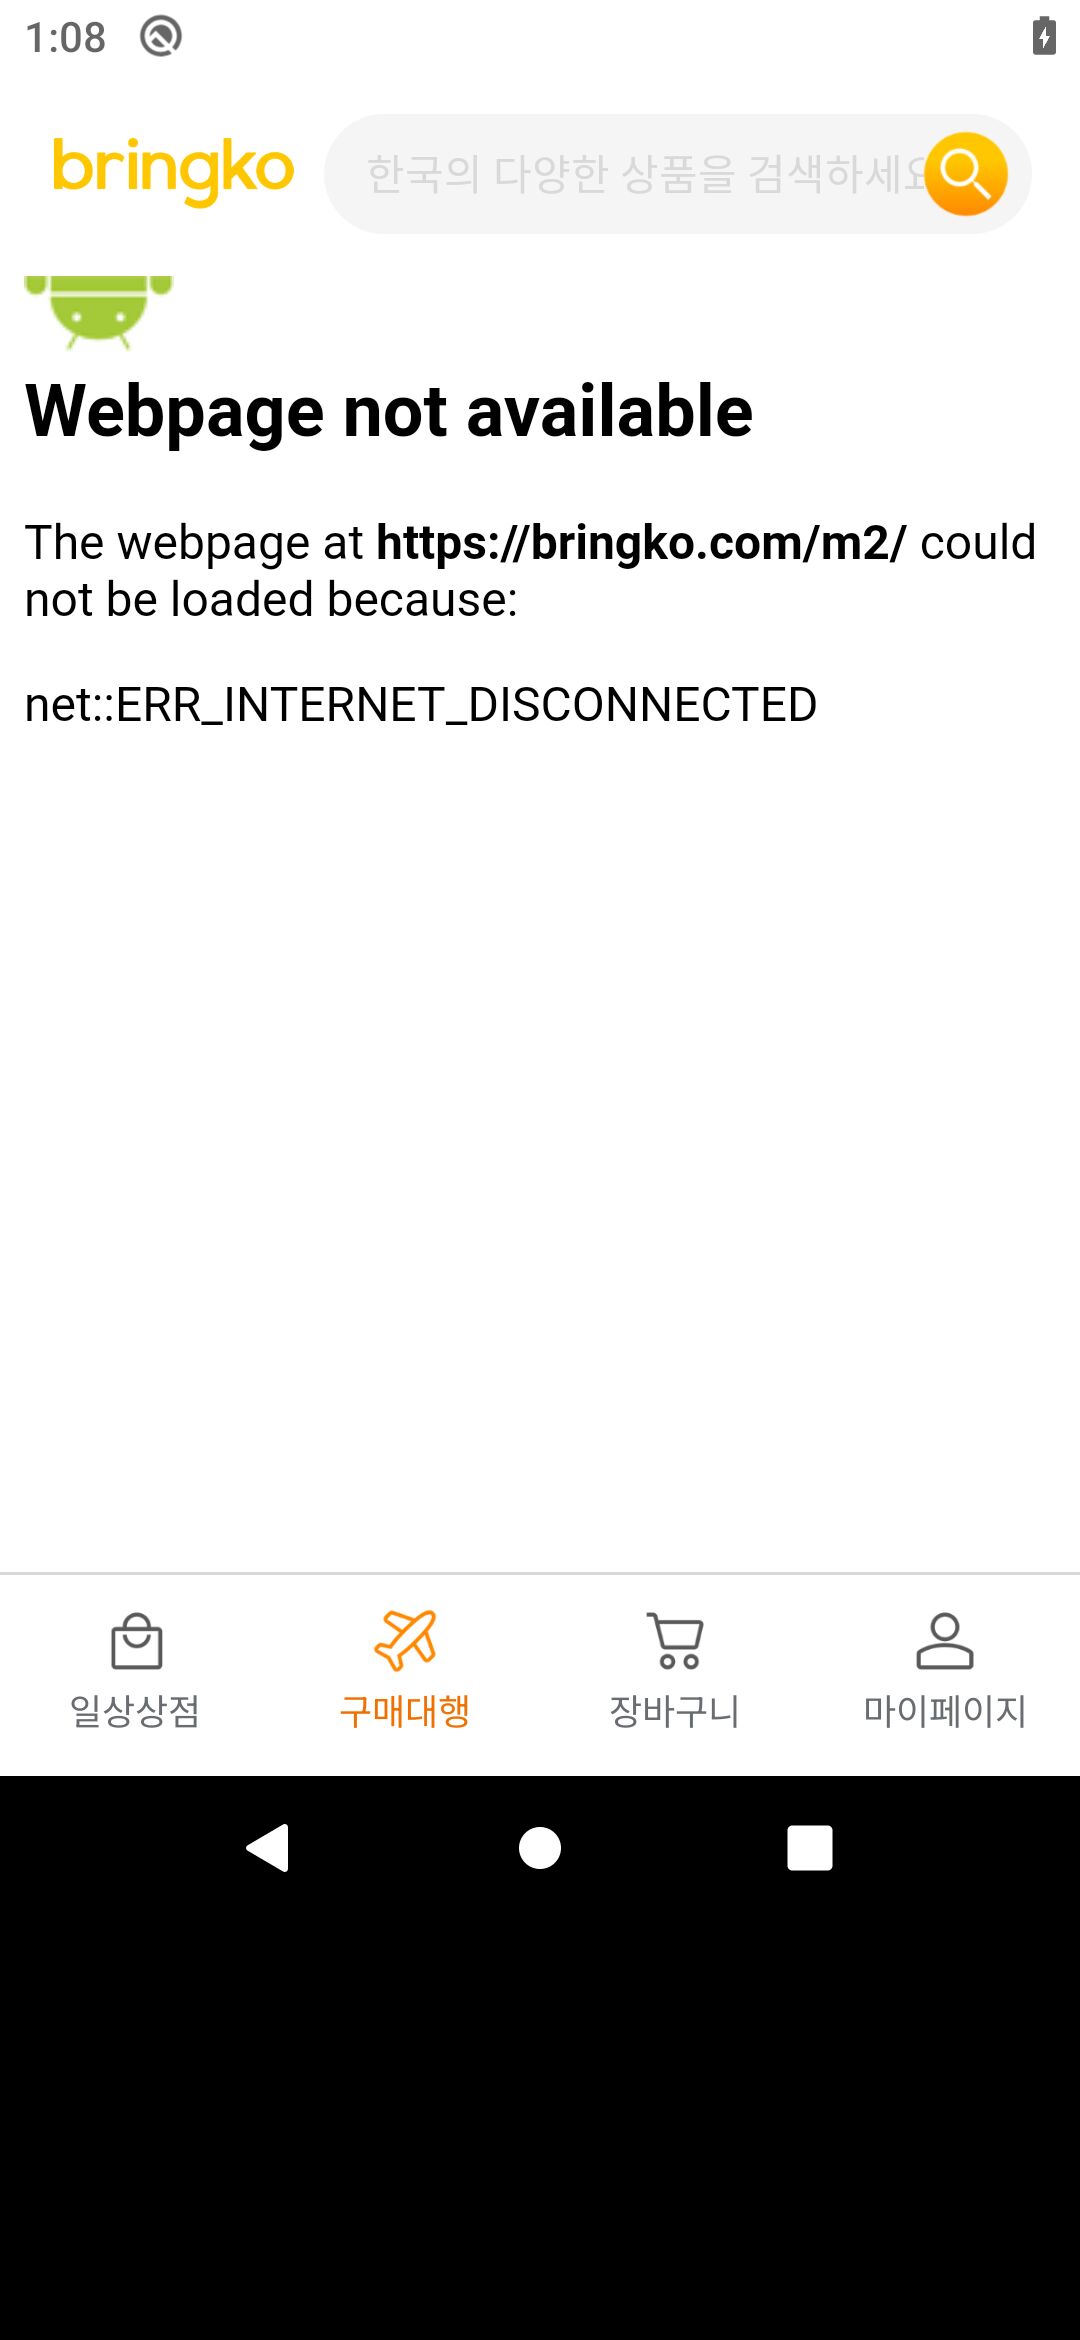 1:08
bringko
한국의 다양한 상품을 검색하세요
Webpage not available
The webpage at https://bringko.com/m2/ could
not be loaded because:
net::ERR_INTERNET_DISCONNECTED
일상상점
구매대행
장바구니
마이페이지